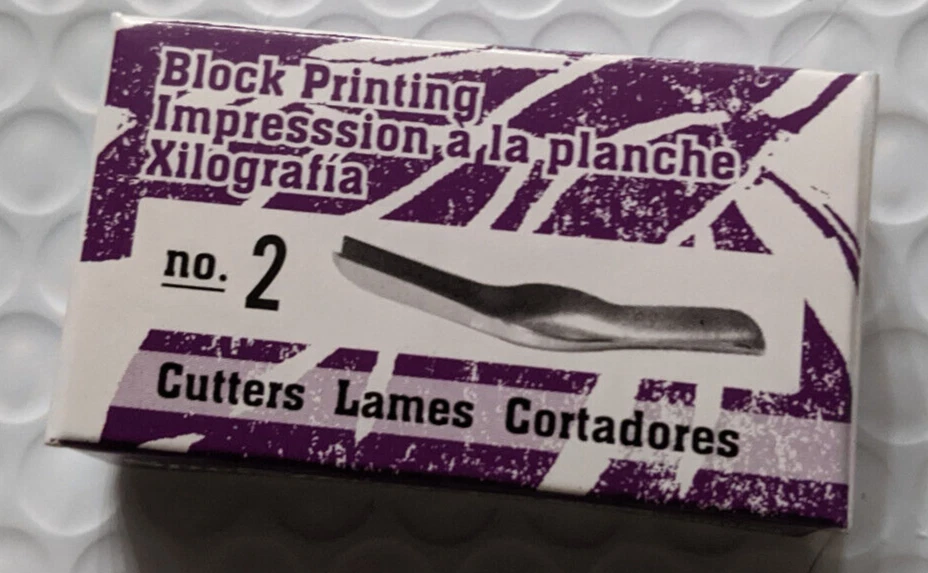 Block Printing
Impresssion à la planche
Xilografía
no. 2
Cutters Lames Cortadores